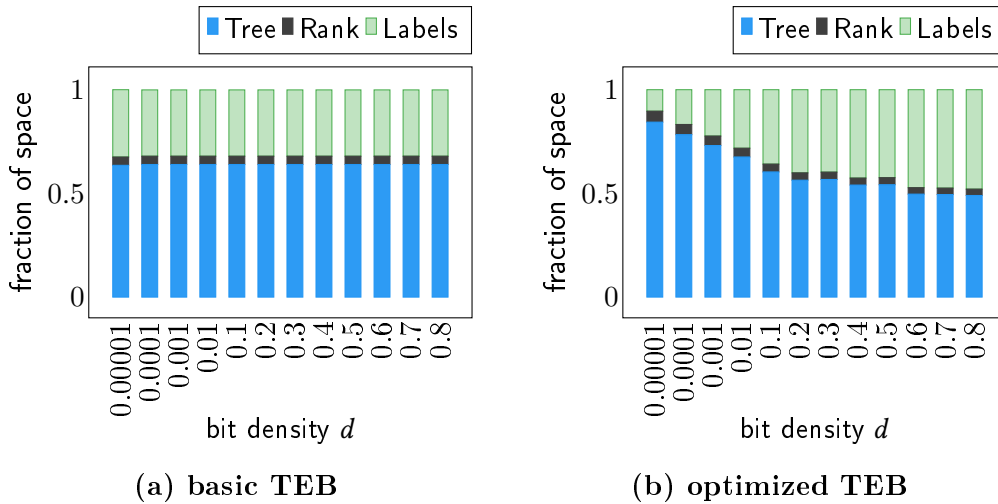 Tree Rank Labels
1
0.5
0
fraction of space
0.00001 0.0001 0.001 0.01 0.1 0.2 0.3 0.4 0.5 0.6 0.7 0.8
bit density d
(a) basic TEB
Tree Rank Labels
1
0.5
0
fraction of space
0.00001 0.0001 0.001 0.01 0.1 0.2 0.3 0.4 0.5 0.6 0.7 0.8
bit density d
(b) optimized TEB